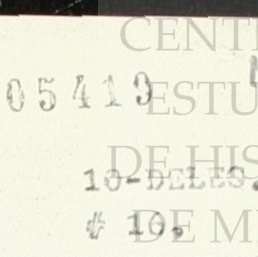 CENT
05419
ESTU
DE HIS
10-DELEG.
# 10.
DE M